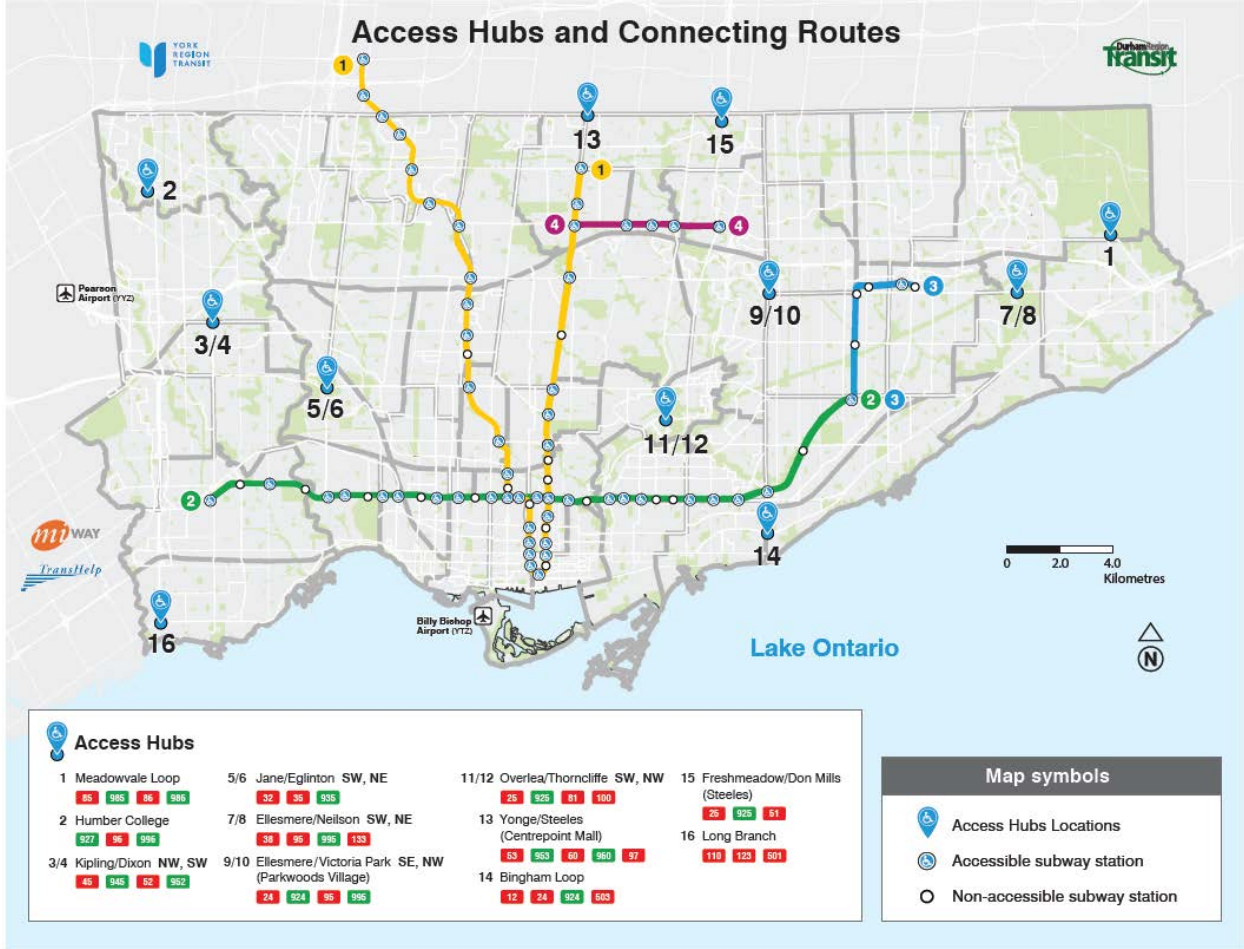 Access Hubs and Connecting Routes
YORK
REGION
TRANSIT
DurhamRegion
Transit
1
13
15
2
1
4
4
1
Pearson
Airport (YYZ)
3/4
9/10
3
7/8
5/6
11/12
2
3
2
mi WAY
TransHelp
14
0
2.0
4.0
Kilometres
16
Billy Bishop
Airport (YTZ)
Lake Ontario
N
Access Hubs
1 Meadowvale Loop
85 985 86 986
2 Humber College
927 96 996
3/4 Kipling/Dixon NW, SW
45 945 52 952
5/6 Jane/Eglinton SW, NE
32 35 935
7/8 Ellesmere/Neilson SW, NE
38 95 995 133
9/10 Ellesmere/Victoria Park SE, NW
(Parkwoods Village)
24 924 95 995
11/12 Overlea/Thorncliffe SW, NW
25 925 81 100
13 Yonge/Steeles
(Centrepoint Mall)
53 953 60 960 97
14 Bingham Loop
12 24 924 503
15 Freshmeadow/Don Mills
(Steeles)
25 925 51
16 Long Branch
110 123 501
Map symbols
Access Hubs Locations
Accessible subway station
Non-accessible subway station